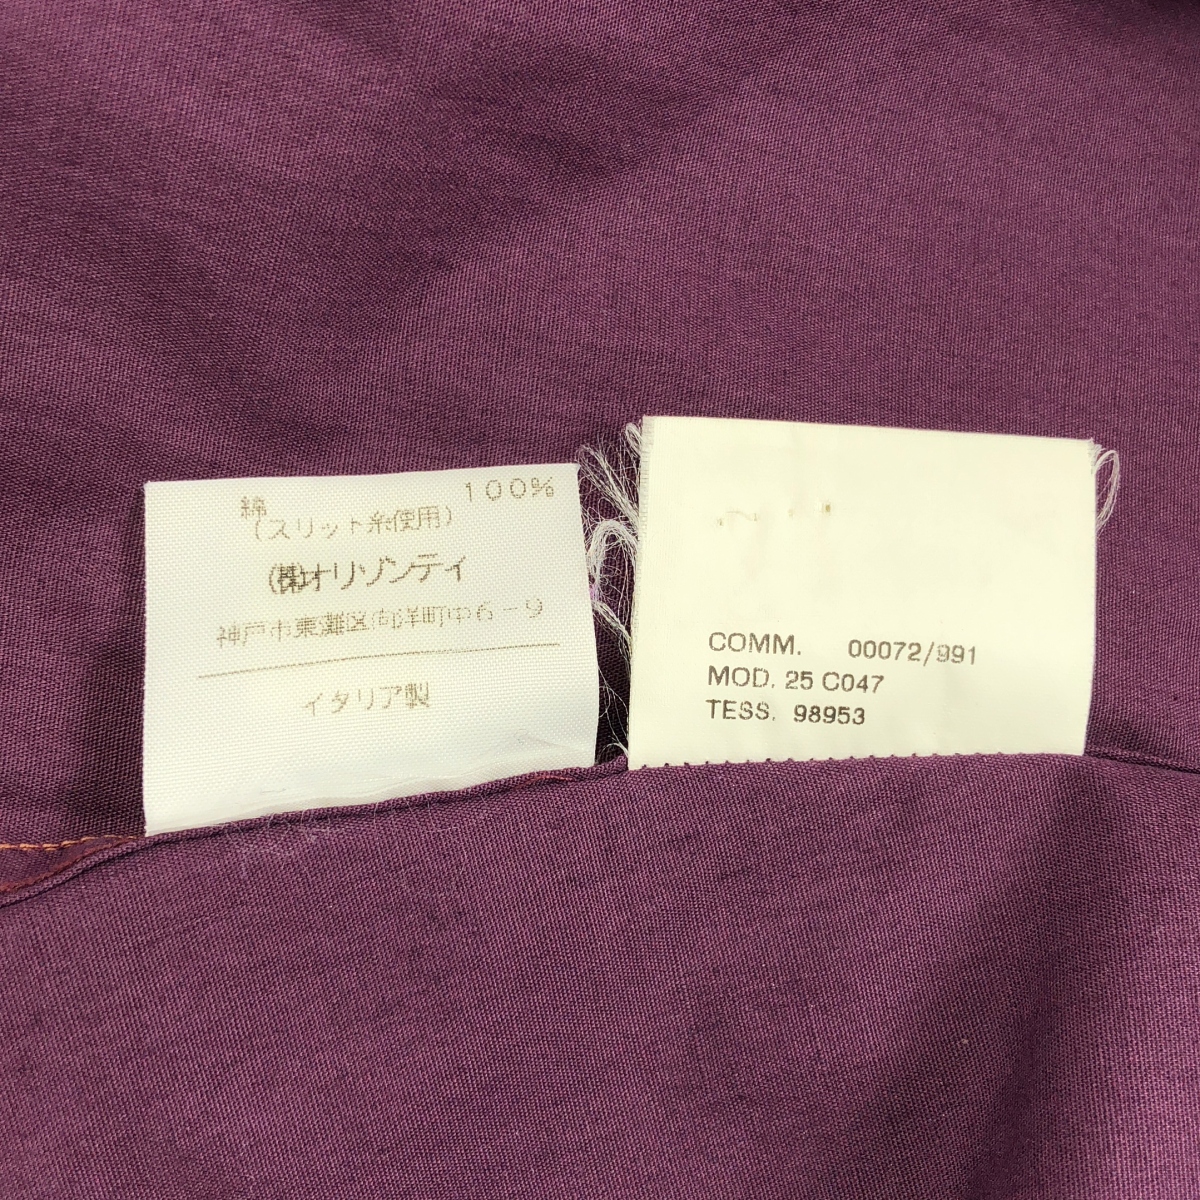 綿 100%
(スリット糸使用)
(株)オリゾンティ
神戸市東灘区向洋町中6-9
イタリア製
COMM. 00072/991
MOD. 25 C047
TESS. 98953